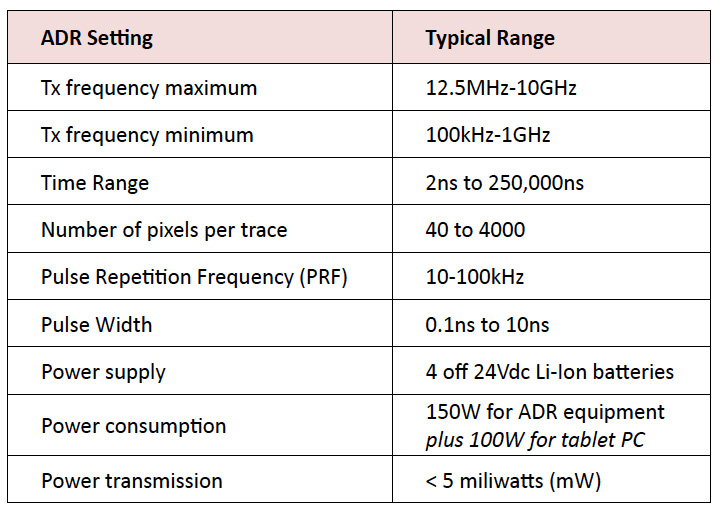 ADR Setting Typical Range
Tx frequency maximum 12.5MHz-10GHz
Tx frequency minimum 100kHz-1GHz
Time Range 2ns to 250,000ns
Number of pixels per trace 40 to 4000
Pulse Repetition Frequency (PRF) 10-100kHz
Pulse Width 0.1ns to 10ns
Power supply 4 off 24Vdc Li-Ion batteries
Power consumption 150W for ADR equipment
plus 100W for tablet PC
Power transmission < 5 miliwatts (mW)